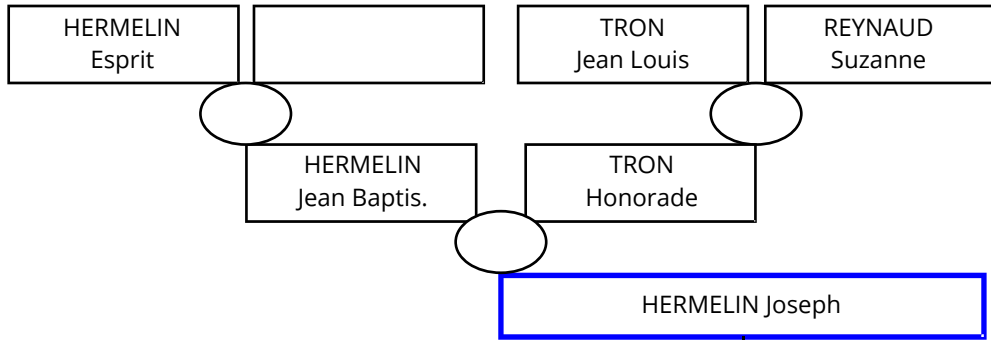 HERMELIN
Esprit
TRON
Jean Louis
REYNAUD
Suzanne
HERMELIN
Jean Baptis.
TRON
Honorade
HERMELIN Joseph